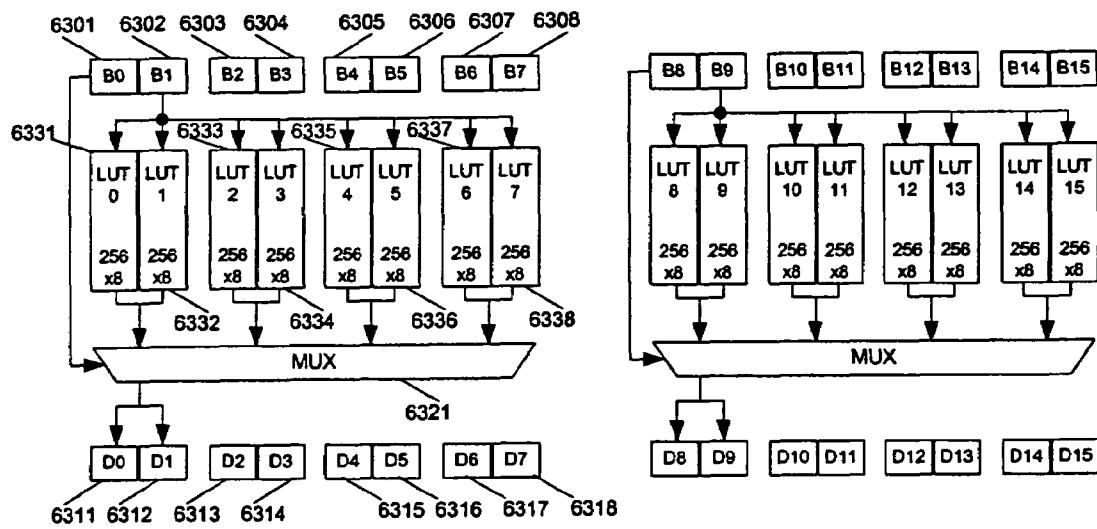 6301 6302 6303 6304 6305 6306 6307 6308
B0 B1 B2 B3 B4 B5 B6 B7 B8 B9 B10 B11 B12 B13 B14 B15
6331 6333 6335 6337
LUT LUT LUT LUT LUT LUT LUT LUT LUT LUT LUT LUT LUT LUT LUT LUT
0 1 2 3 4 5 6 7 8 9 10 11 12 13 14 15
256 256 256 256 256 256 256 256 256 256 256 256 256 256 256 256
x8 x8 x8 x8 x8 x8 x8 x8 x8 x8 x8 x8 x8 x8 x8 x8
6332 6334 6336 6338
MUX MUX
6321
D0 D1 D2 D3 D4 D5 D6 D7 D8 D9 D10 D11 D12 D13 D14 D15
6311 6312 6313 6314 6315 6316 6317 6318